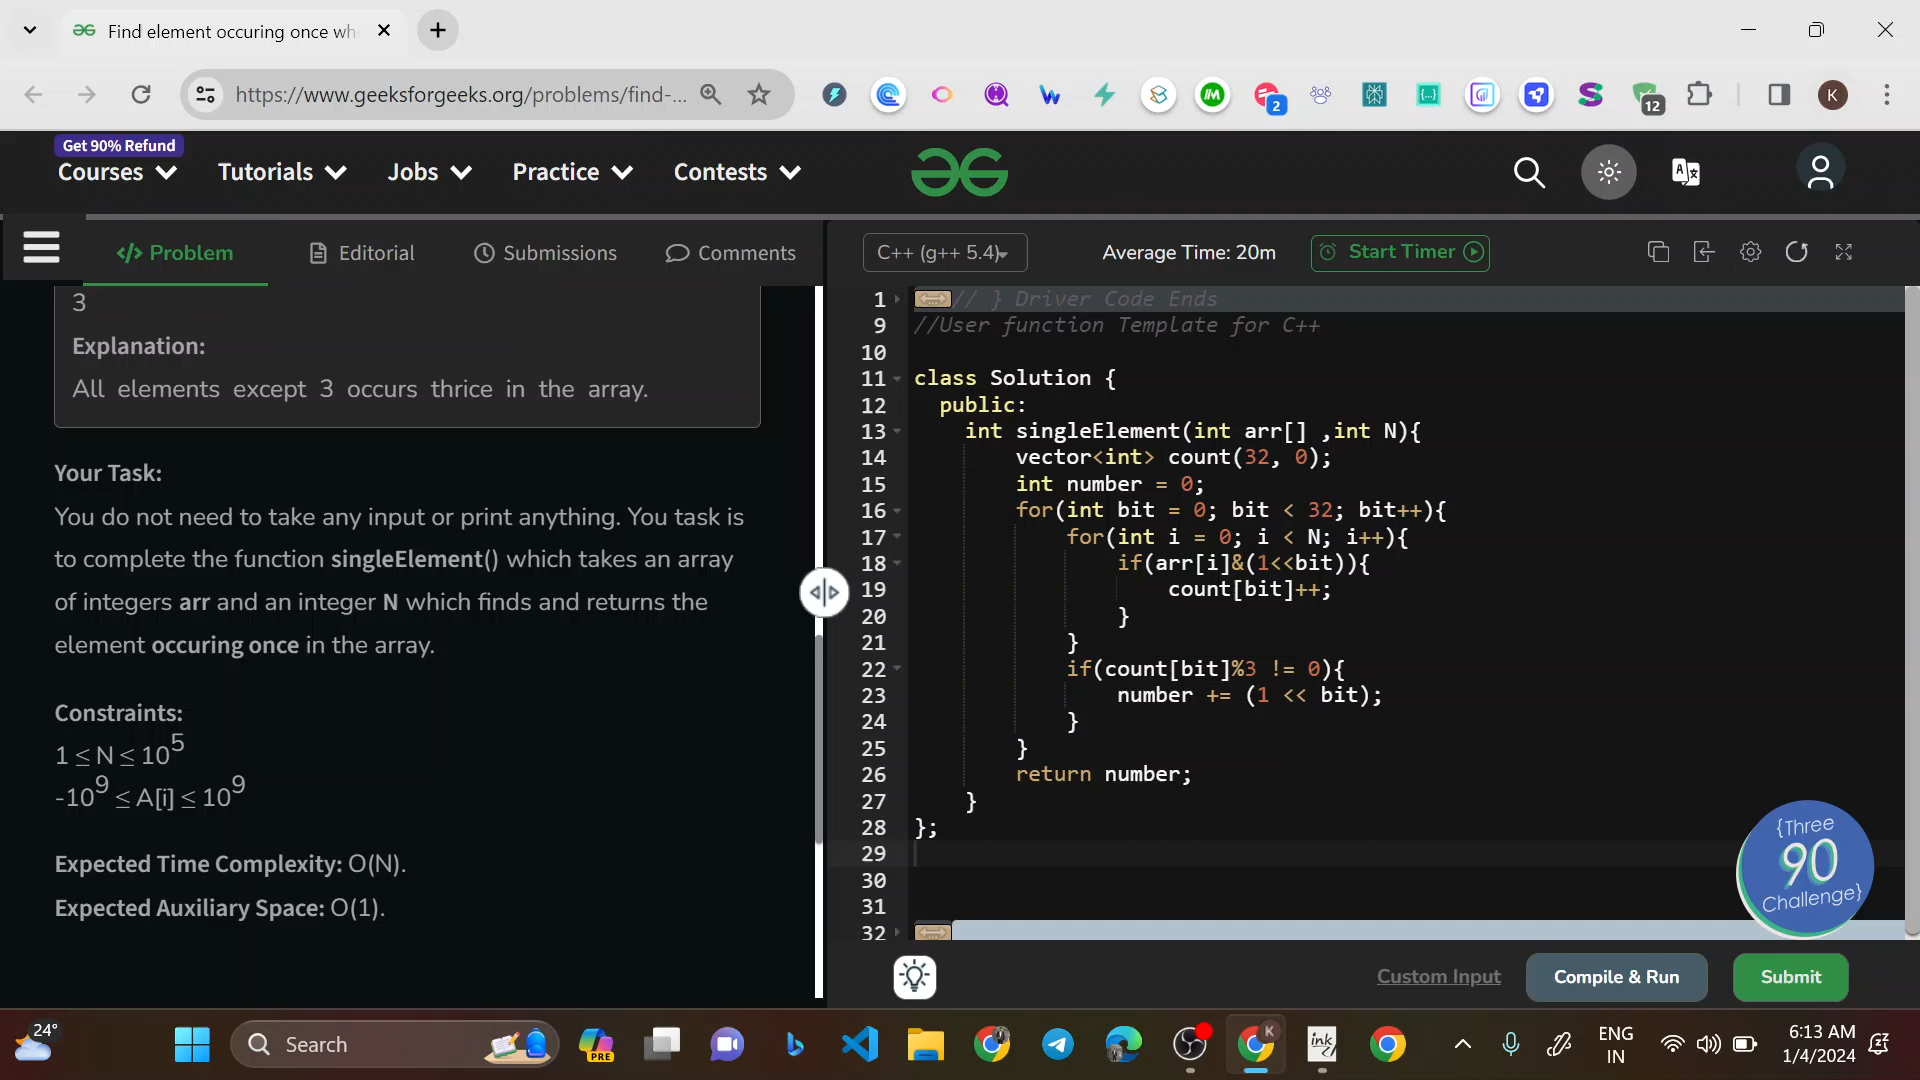 Find element occuring once wh
https://www.geeksforgeeks.org/problems/find-...
2
12
K
Get 90% Refund
Courses
Tutorials
Jobs
Practice
Contests
</> Problem
Editorial
Submissions
Comments
C++ (g++ 5.4)
Average Time: 20m
Start Timer
3
Explanation:
All elements except 3 occurs thrice in the array.
Your Task:
You do not need to take any input or print anything. You task is
to complete the function singleElement() which takes an array
of integers arr and an integer N which finds and returns the
element occuring once in the array.
Constraints:
1 ≤ N ≤ 10^5
-10^9 ≤ A[i] ≤ 10^9
Expected Time Complexity: O(N).
Expected Auxiliary Space: O(1).
1 // } Driver Code Ends
9 //User function Template for C++
10
11 class Solution {
12 public:
13 int singleElement(int arr[] ,int N){
14 vector<int> count(32, 0);
15 int number = 0;
16 for(int bit = 0; bit < 32; bit++){
17 for(int i = 0; i < N; i++){
18 if(arr[i]&(1<<bit)){
19 count[bit]++;
20 }
21 }
22 if(count[bit]%3 != 0){
23 number += (1 << bit);
24 }
25 }
26 return number;
27 }
28 };
29
30
31
32
{Three
90
Challenge}
Custom Input
Compile & Run
Submit
24°
Search
PRE
K
ink
ENG
IN
6:13 AM
1/4/2024